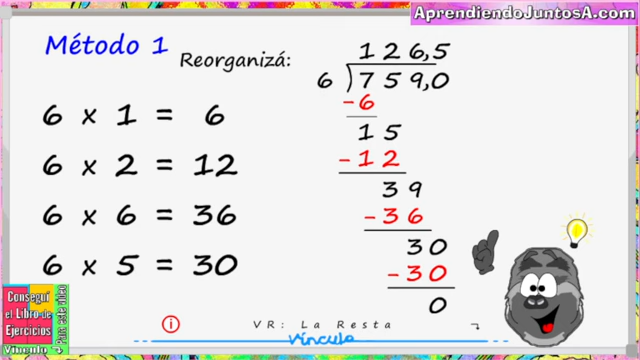 AprendiendoJuntosA.com
Método 1
Reorganizá:
6 x 1 = 6
6 x 2 = 12
6 x 6 = 36
6 x 5 = 30
126,5
6 ) 759,0
-6
15
-12
39
-36
30
-30
0
Conseguí
el Libro de
Ejercicios
Vínculo ↓
Para este video
VR: La Resta
vínculo